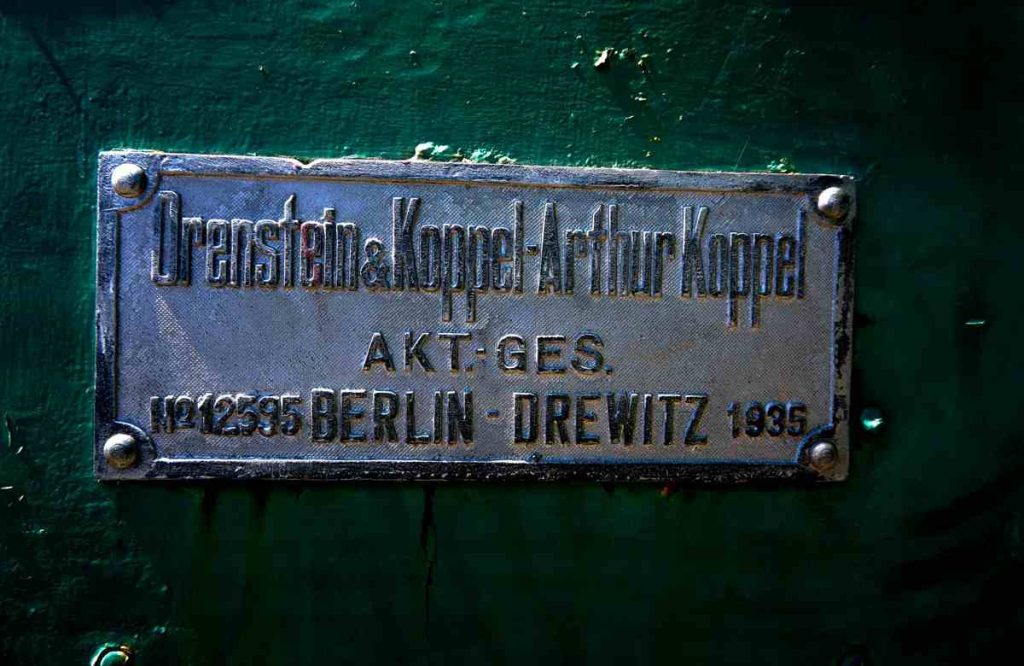 Orenstein & Koppel-Arthur Koppel
AKT.-GES.
No 12595 BERLIN - DREWITZ 1935